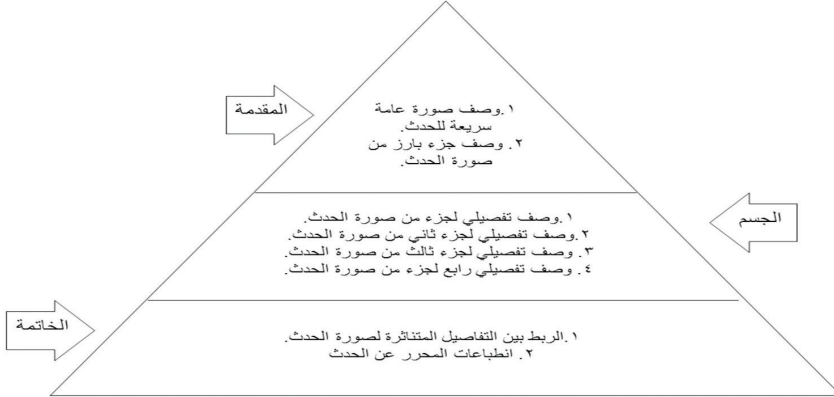 المقدمة
١.وصف صورة عامة
سريعة للحدث.
٢. وصف جزء بارز من
صورة الحدث.
الجسم
١.وصف تفصيلي لجزء من صورة الحدث.
٢.وصف تفصيلي لجزء ثاني من صورة الحدث.
٣. وصف تفصيلي لجزء ثالث من صورة الحدث.
٤. وصف تفصيلي رابع لجزء من صورة الحدث.
الخاتمة
١.الربط بين التفاصيل المتناثرة لصورة الحدث.
٢. انطباعات المحرر عن الحدث